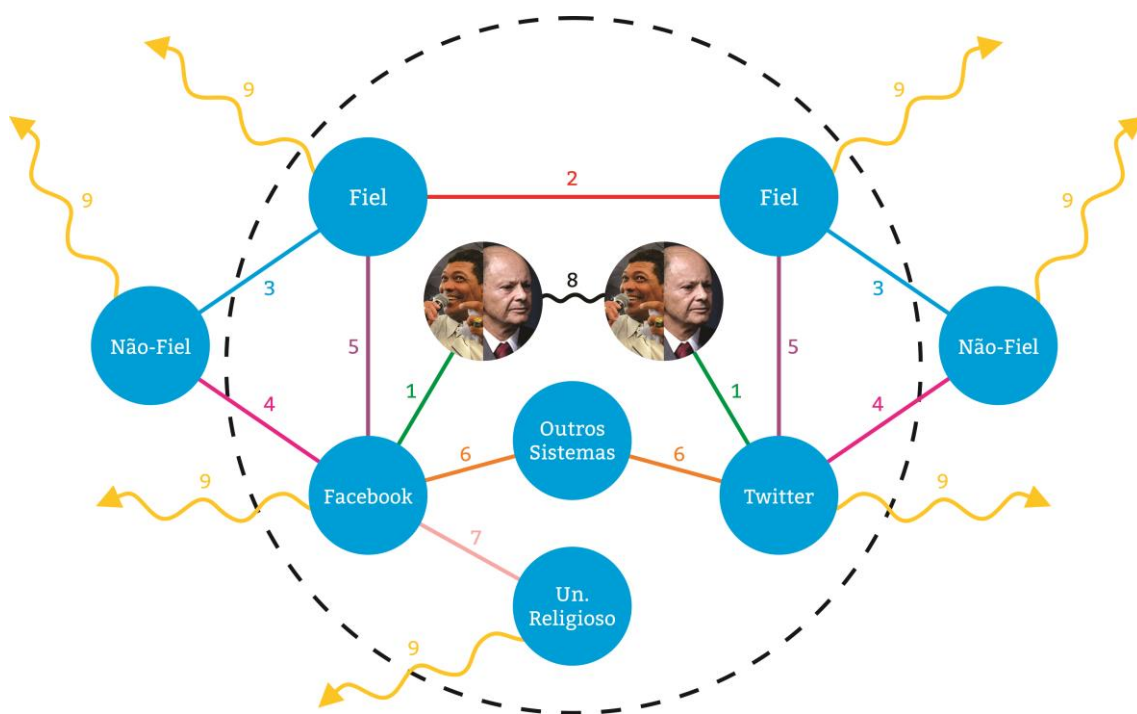 9
9
9
2
Fiel
Fiel
9
8
3
3
Não-Fiel
Não-Fiel
5
5
1
1
4
4
Outros
Sistemas
6
6
9
9
Facebook
Twitter
7
Un.
Religioso
9